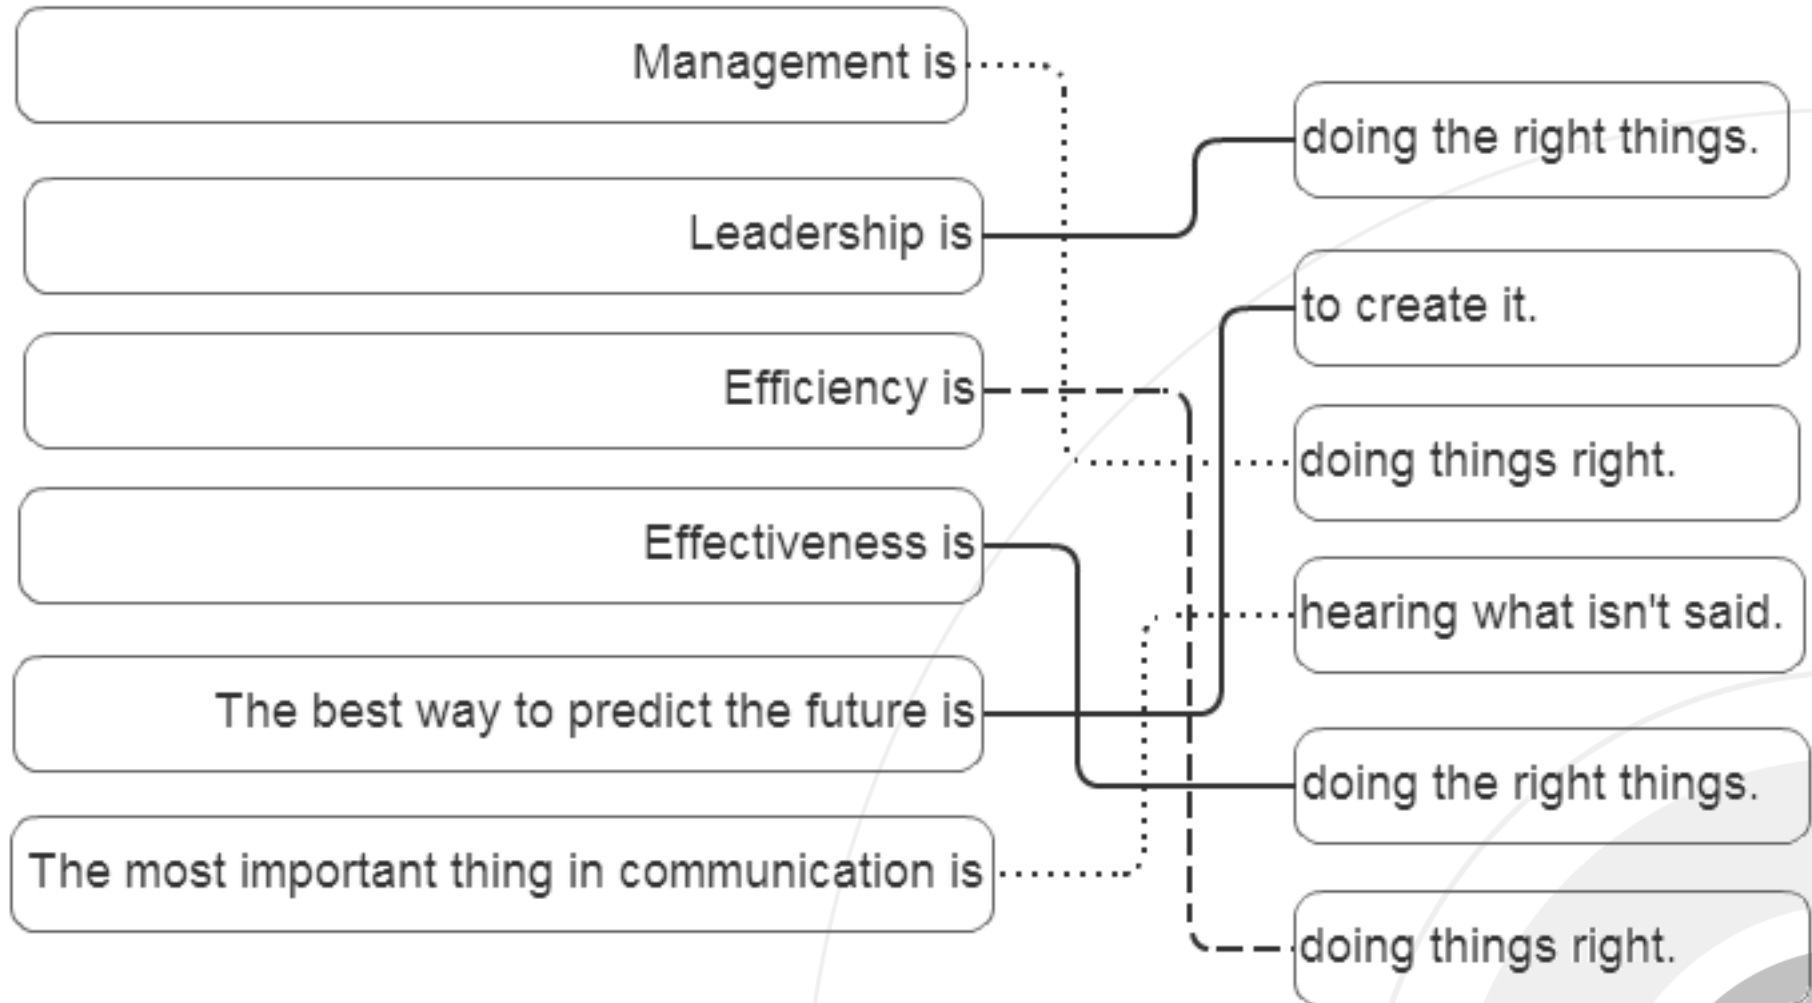 Management is
Leadership is
Efficiency is
Effectiveness is
The best way to predict the future is
The most important thing in communication is
doing the right things.
to create it.
doing things right.
hearing what isn't said.
doing the right things.
doing things right.